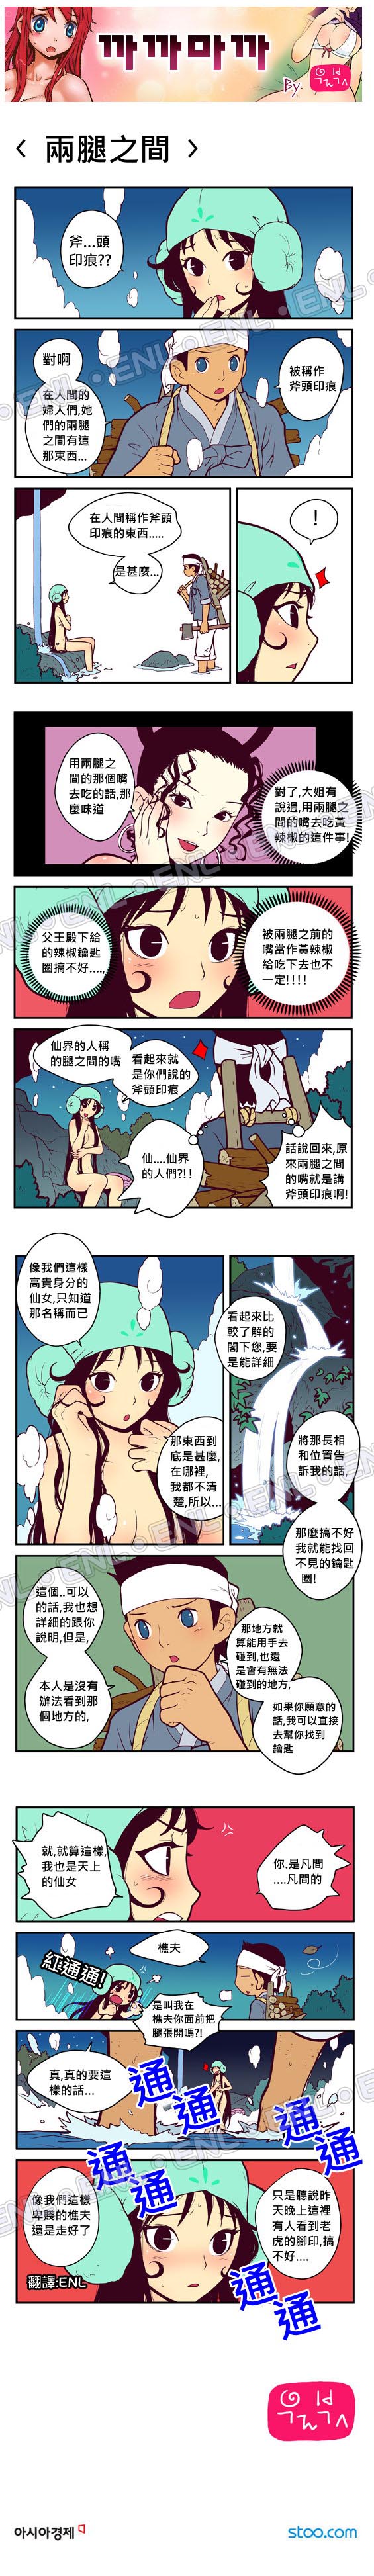 까까마까
By.
< 兩腿之間 >
斧...頭
印痕??
對啊
在人間的
婦人們,她
們的兩腿
之間有這
那東西...
被稱作
斧頭印痕
在人間稱作斧頭
印痕的東西.....
是甚麼...
!
用兩腿之
間的那個嘴
去吃的話,那
麼味道
對了,大姐有
說過,用兩腿之
間的嘴去吃黃
辣椒的這件事!
父王殿下給
的辣椒鑰匙
圈搞不好....,
被兩腿之前的
嘴當作黃辣椒
給吃下去也不
一定!!!!
仙界的人稱
的腿之間的嘴
看起來就
是你們說的
斧頭印痕
仙....仙界
的人們?!!
話說回來,原
來兩腿之間
的嘴就是講
斧頭印痕啊!
像我們這樣
高貴身分的
仙女,只知道
那名稱而已
那東西到
底是甚麼,
在哪裡,
我都不清
楚,所以...
看起來比
較了解的
閣下您,要
是能詳細
將那長相
和位置告
訴我的話,
那麼搞不好
我就能找回
不見的鑰匙
圈!
這個..可以
的話,我也想
詳細的跟你
說明,但是,
本人是沒有
辦法看到那
個地方的,
那地方就
算能用手去
碰到,也還
是會有無法
碰到的地方,
如果你願意的
話,我可以直接
去幫你找到
鑰匙
就,就算這樣,
我也是天上
的仙女
你.是凡間
....凡間的
紅通通!
樵夫
是叫我在
樵夫你面前把
腿張開嗎?!
真,真的要這
樣的話...
通
通
通
通
通
通
像我們這樣
卑賤的樵夫
還是走好了
只是聽說昨
天晚上這裡
有人看到老
虎的腳印,搞
不好....
翻譯:ENL
通
通
아시아경제
stoo.com